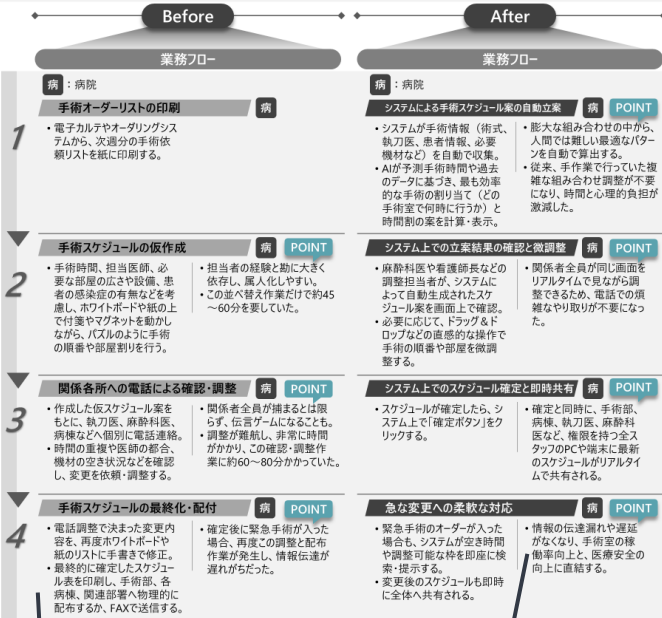 Before
業務フロー
病 ：病院
1
手術オーダーリストの印刷
病
• 電子カルテやオーダリングシス
テムから、次週分の手術依
頼リストを紙に印刷する。
2
手術スケジュールの仮作成
病
POINT
• 手術時間、担当医師、必
要な部屋の広さや設備、患
者の感染症の有無などを考
慮し、ホワイトボードや紙の上
で付箋やマグネットを動かし
ながら、パズルのように手術
の順番や部屋割りを行う。
• 担当者の経験と勘に大きく
依存し、属人化しやすい。
• この並べ替え作業だけで約45
～60分を要していた。
3
関係各所への電話による確認・調整
病
POINT
• 作成した仮スケジュール案を
もとに、執刀医、麻酔科医、
病棟などへ個別に電話連絡。
• 時間の重複や医師の都合、
機材の空き状況などを確認
し、変更を依頼・調整する。
• 関係者全員が捕まるとは限
らず、伝言ゲームになることも。
• 調整が難航し、非常に時間
がかかり、この確認・調整作
業に約60～80分かかっていた。
4
手術スケジュールの最終化・配付
病
POINT
• 電話調整で決まった変更内
容を、再度ホワイトボードや
紙のリストに手書きで修正。
• 最終的に確定したスケジュー
ル表を印刷し、手術部、各
病棟、関連部署へ物理的に
配布するか、FAXで送信する。
• 確定後に緊急手術が入った
場合、再度この調整と配布
作業が発生し、情報伝達が
遅れがちだった。
After
業務フロー
病 ：病院
システムによる手術スケジュール案の自動立案
病
POINT
• システムが手術情報（術式、
執刀医、患者情報、必要
機材など）を自動で収集。
• AIが予測手術時間や過去
のデータに基づき、最も効率
的な手術の割り当て（どの
手術室で何時に行うか）と
時間割の案を計算・表示。
• 膨大な組み合わせの中から、
人間では難しい最適なパター
ンを自動で算出する。
• 従来、手作業で行っていた複
雑な組み合わせ調整が不要
になり、時間と心理的負担が
激減した。
システム上での立案結果の確認と微調整
病
POINT
• 麻酔科医や看護師長などの
調整担当者が、システムに
よって自動生成されたスケ
ジュール案を画面上で確認。
• 必要に応じて、ドラッグ＆ド
ロップなどの直感的な操作で
手術の順番や部屋を微調
整する。
• 関係者全員が同じ画面を
リアルタイムで見ながら調
整できるため、電話での煩
雑なやり取りが不要になっ
た。
システム上でのスケジュール確定と即時共有
病
POINT
• スケジュールが確定したら、シ
ステム上で「確定ボタン」をク
リックする。
• 確定と同時に、手術部、
病棟、執刀医、麻酔科
医など、権限を持つ全ス
タッフのPCや端末に最新
のスケジュールがリアルタイ
ムで共有される。
急な変更への柔軟な対応
病
POINT
• 緊急手術のオーダーが入った
場合も、システムが空き時間
や調整可能な枠を即座に検
索・提示する。
• 変更後のスケジュールも即時
に全体へ共有される。
• 情報の伝達漏れや遅延
がなくなり、手術室の稼
働率向上と、医療安全の
向上に直結する。